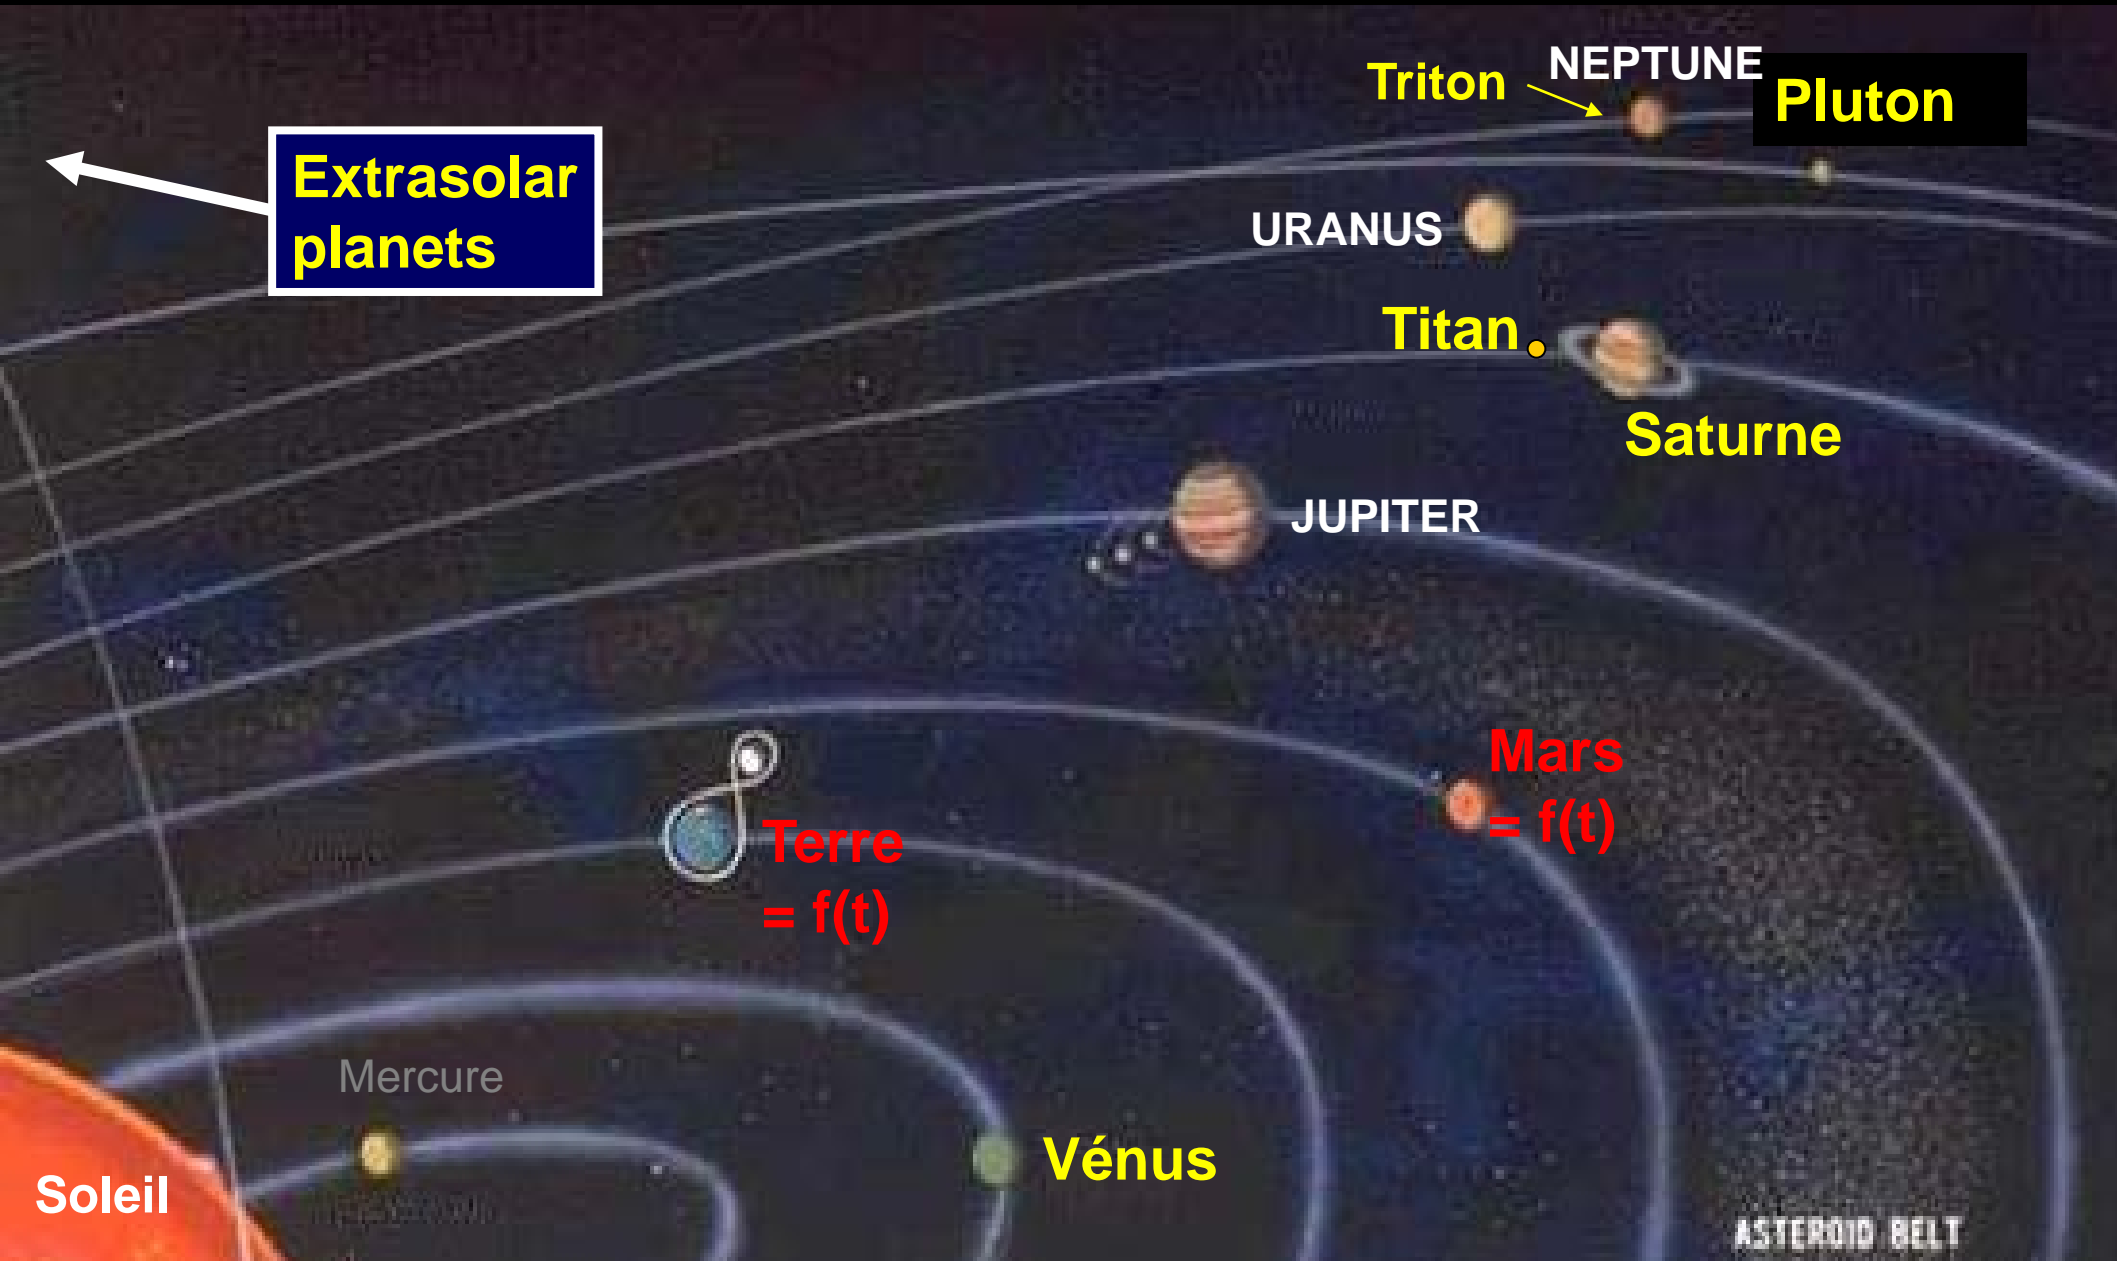 NEPTUNE
Triton
Pluton
Extrasolar
planets
URANUS
Titan
Saturne
JUPITER
Mars
= f(t)
Terre
= f(t)
Mercure
Vénus
Soleil
ASTEROID BELT